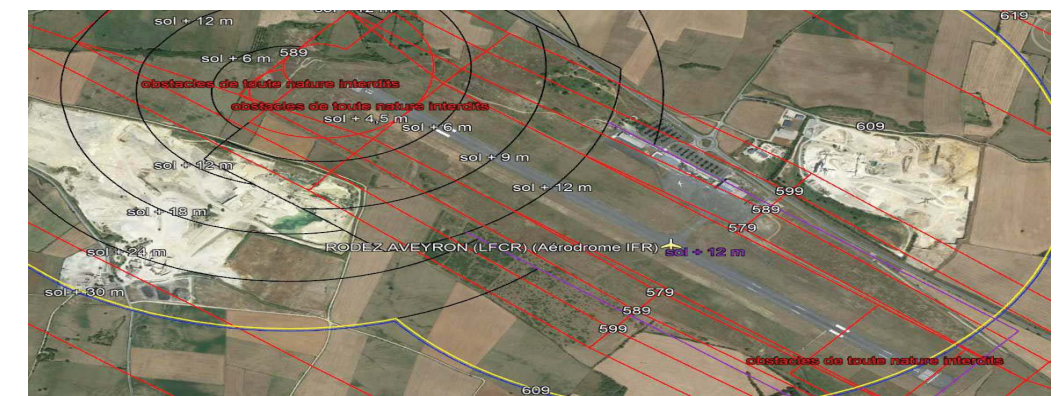 sol + 12 m
sol + 12 m
619
589
sol + 6 m
obstacles de toute nature interdits
obstacles de toute nature interdits
sol + 4,5 m
sol + 6 m
609
sol + 9 m
sol + 12 m
sol + 12 m
599
589
579
sol + 18 m
RODEZ AVEYRON (LFCR) (Aérodrome IFR)
sol + 12 m
sol + 24 m
sol + 30 m
579
589
599
obstacles de toute nature interdits
609